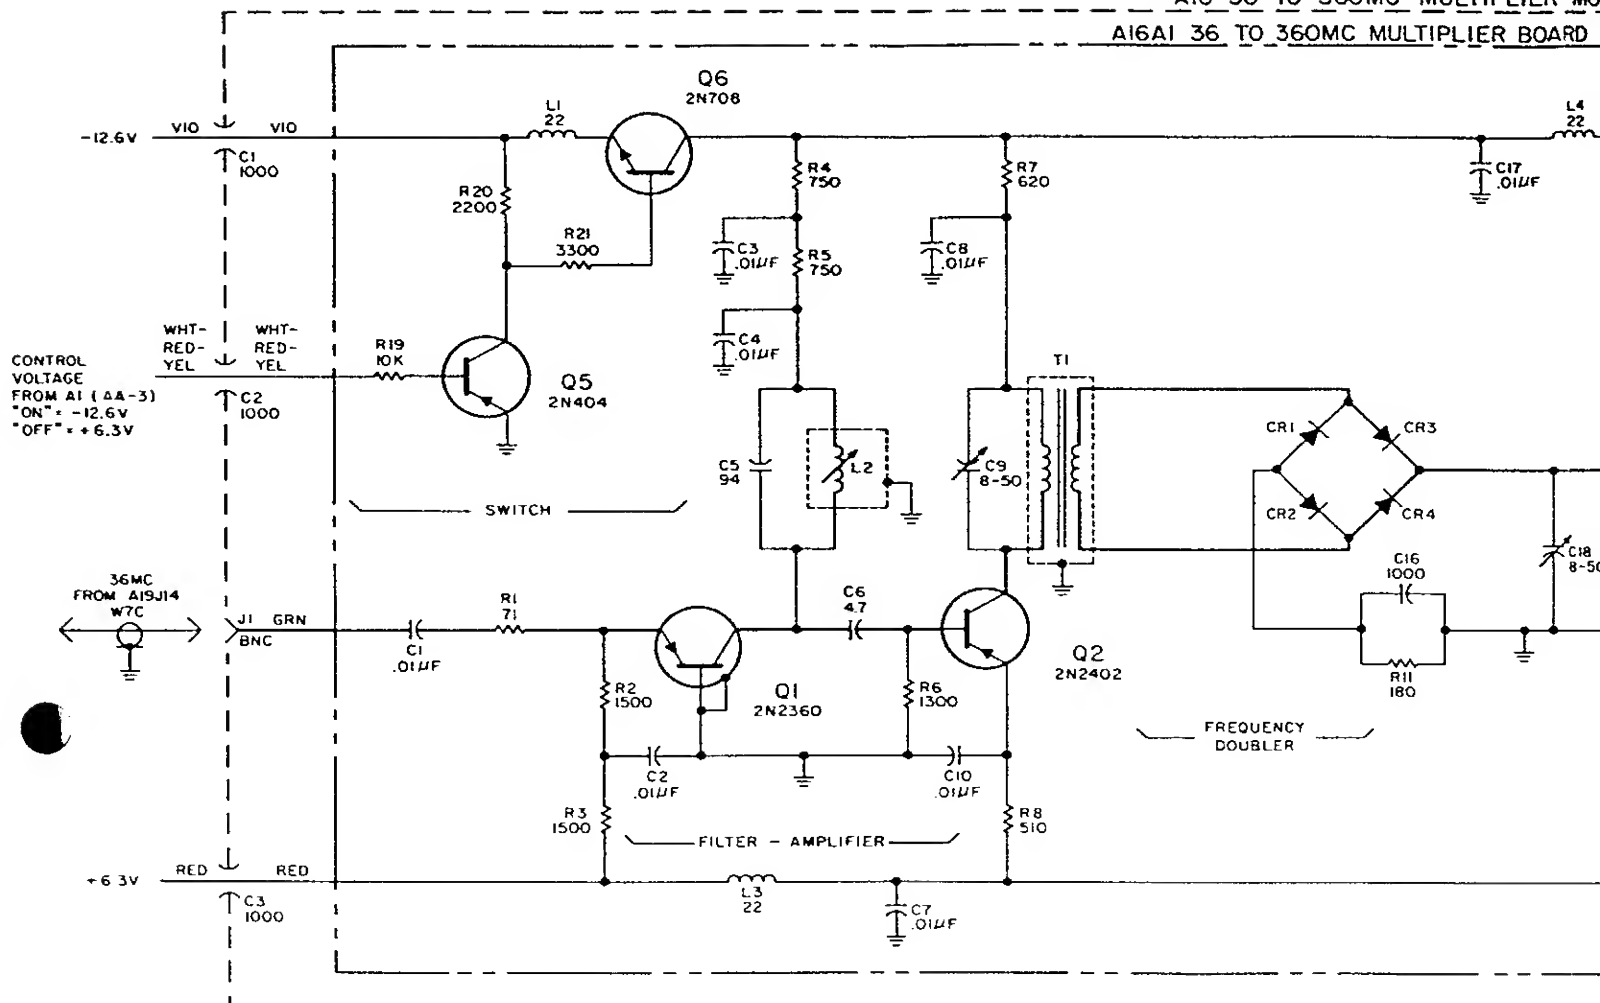 A16A1 36 TO 360MC MULTIPLIER BOARD
Q6
2N708
L1
22
L4
22
-12.6V
VIO
VIO
C1
1000
R20
2200
R4
750
R7
620
C17
.01UF
R21
3300
C3
.01UF
R5
750
C8
.01UF
WHT-
RED-
YEL
WHT-
RED-
YEL
R19
10K
C4
.01UF
T1
CONTROL
VOLTAGE
FROM A1 (AA-3)
"ON" = -12.6V
"OFF" = +6.3V
C2
1000
Q5
2N404
CR1
CR3
C5
94
L2
C9
8-50
CR2
CR4
SWITCH
C16
1000
C18
36MC
FROM A19J14
W7C
J1
GRN
BNC
C1
.01UF
R1
71
C6
4.7
Q2
2N2402
R11
180
R2
1500
Q1
2N2360
R6
1300
FREQUENCY
DOUBLER
C2
.01UF
C10
.01UF
R3
1500
R8
510
FILTER - AMPLIFIER
+6.3V
RED
RED
C3
1000
L3
22
C7
.01UF